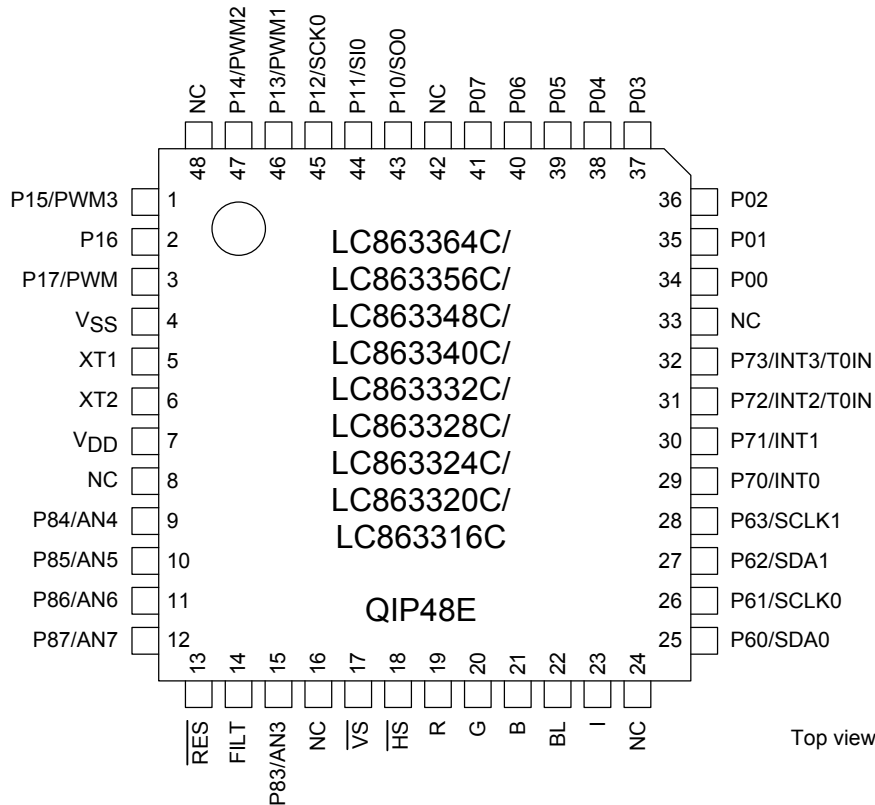 NC
P14/PWM2
P13/PWM1
P12/SCK0
P11/SI0
P10/SO0
NC
P07
P06
P05
P04
P03
48
47
46
45
44
43
42
41
40
39
38
37
P15/PWM3 1
P16 2
P17/PWM 3
VSS 4
XT1 5
XT2 6
VDD 7
NC 8
P84/AN4 9
P85/AN5 10
P86/AN6 11
P87/AN7 12
LC863364C/
LC863356C/
LC863348C/
LC863340C/
LC863332C/
LC863328C/
LC863324C/
LC863320C/
LC863316C
QIP48E
36 P02
35 P01
34 P00
33 NC
32 P73/INT3/T0IN
31 P72/INT2/T0IN
30 P71/INT1
29 P70/INT0
28 P63/SCLK1
27 P62/SDA1
26 P61/SCLK0
25 P60/SDA0
13
14
15
16
17
18
19
20
21
22
23
24
RES
FILT
P83/AN3
NC
VS
HS
R
G
B
BL
I
NC
Top view